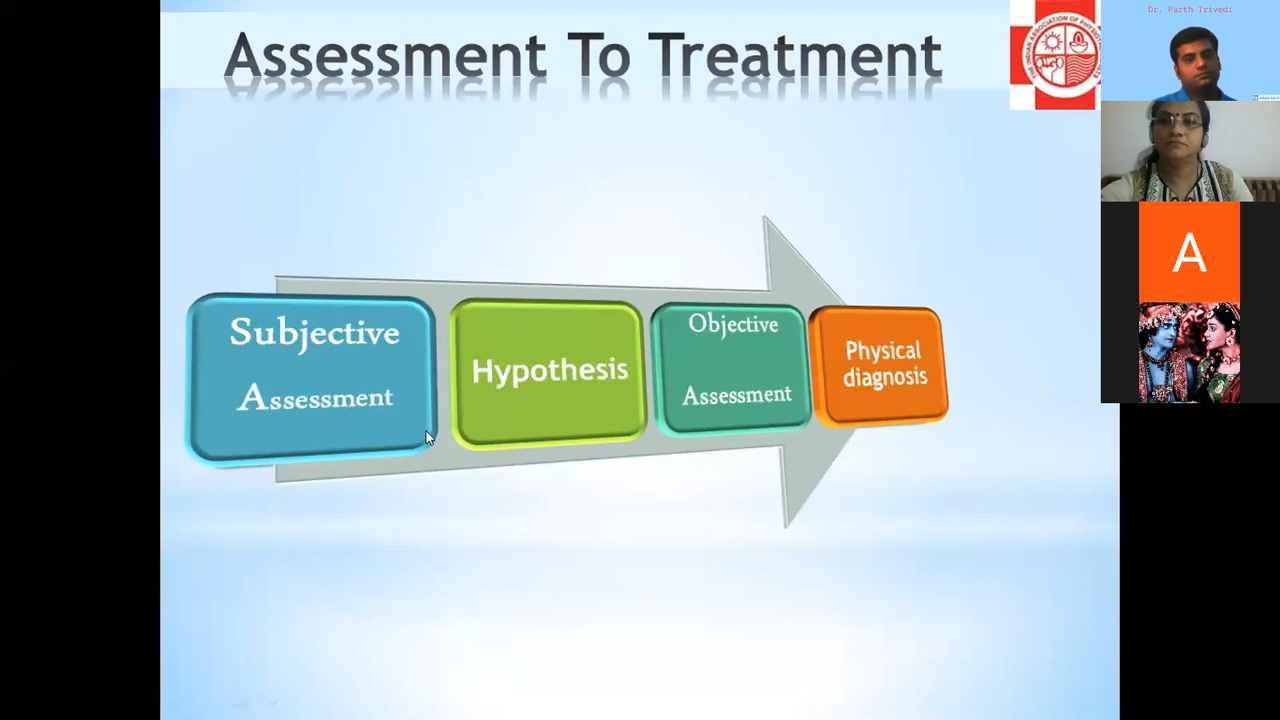 Assessment To Treatment
Dr. Parth Trivedi
A
Subjective
Assessment
Hypothesis
Objective
Assessment
Physical
diagnosis